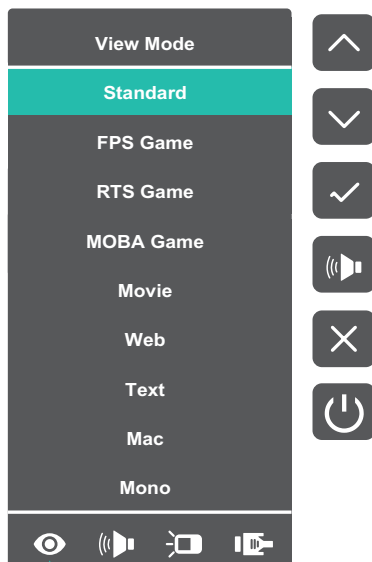 View Mode
Standard
FPS Game
RTS Game
MOBA Game
Movie
Web
Text
Mac
Mono